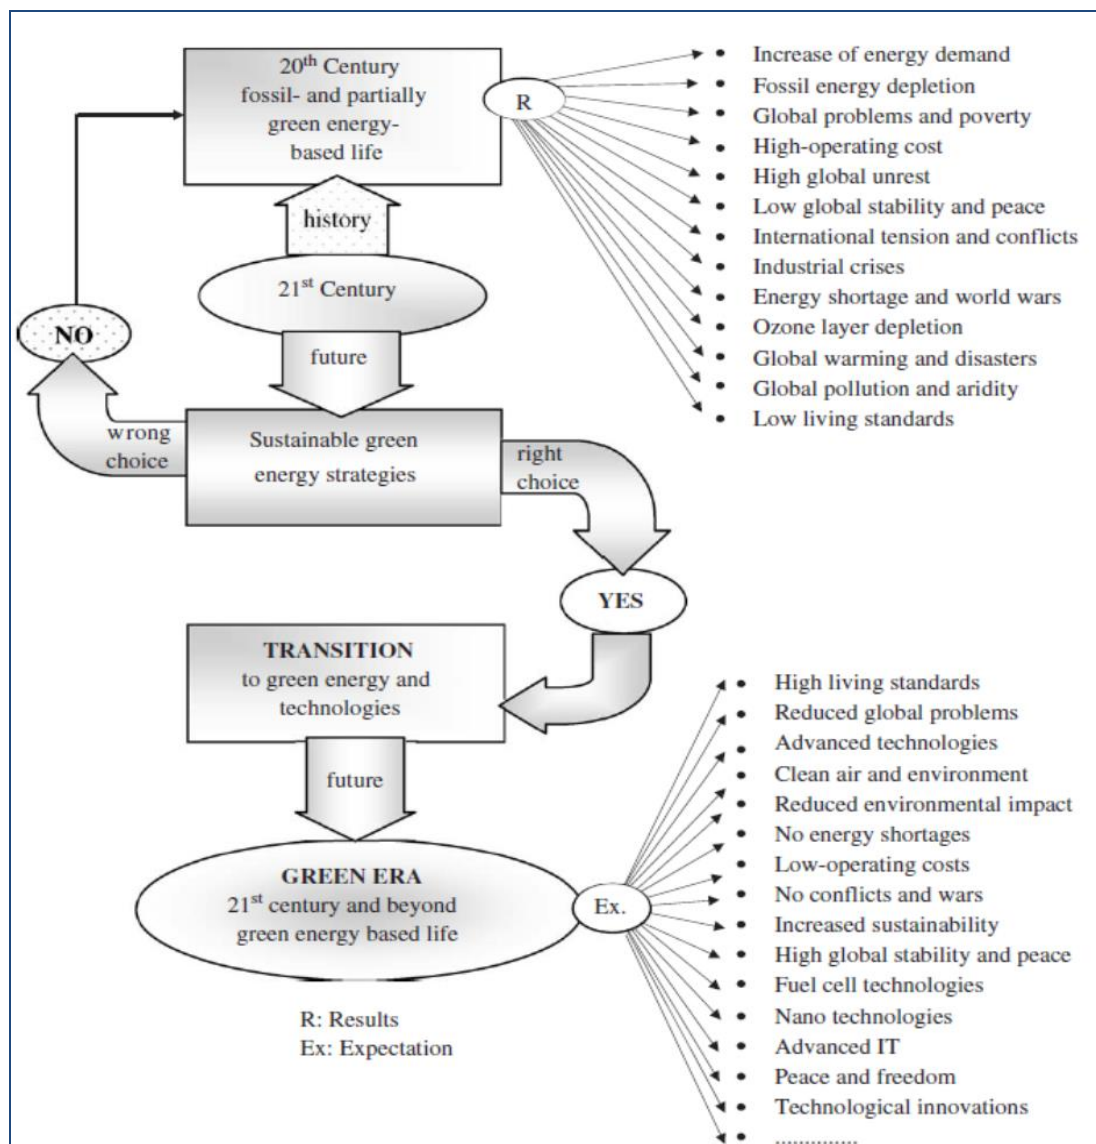 20th Century
fossil- and partially
green energy-
based life
R
• Increase of energy demand
• Fossil energy depletion
• Global problems and poverty
• High-operating cost
• High global unrest
• Low global stability and peace
• International tension and conflicts
• Industrial crises
• Energy shortage and world wars
• Ozone layer depletion
• Global warming and disasters
• Global pollution and aridity
• Low living standards
history
21st Century
future
NO
wrong
choice
Sustainable green
energy strategies
right
choice
YES
TRANSITION
to green energy and
technologies
future
GREEN ERA
21st century and beyond
green energy based life
Ex.
• High living standards
• Reduced global problems
• Advanced technologies
• Clean air and environment
• Reduced environmental impact
• No energy shortages
• Low-operating costs
• No conflicts and wars
• Increased sustainability
• High global stability and peace
• Fuel cell technologies
• Nano technologies
• Advanced IT
• Peace and freedom
• Technological innovations
• ..............
R: Results
Ex: Expectation